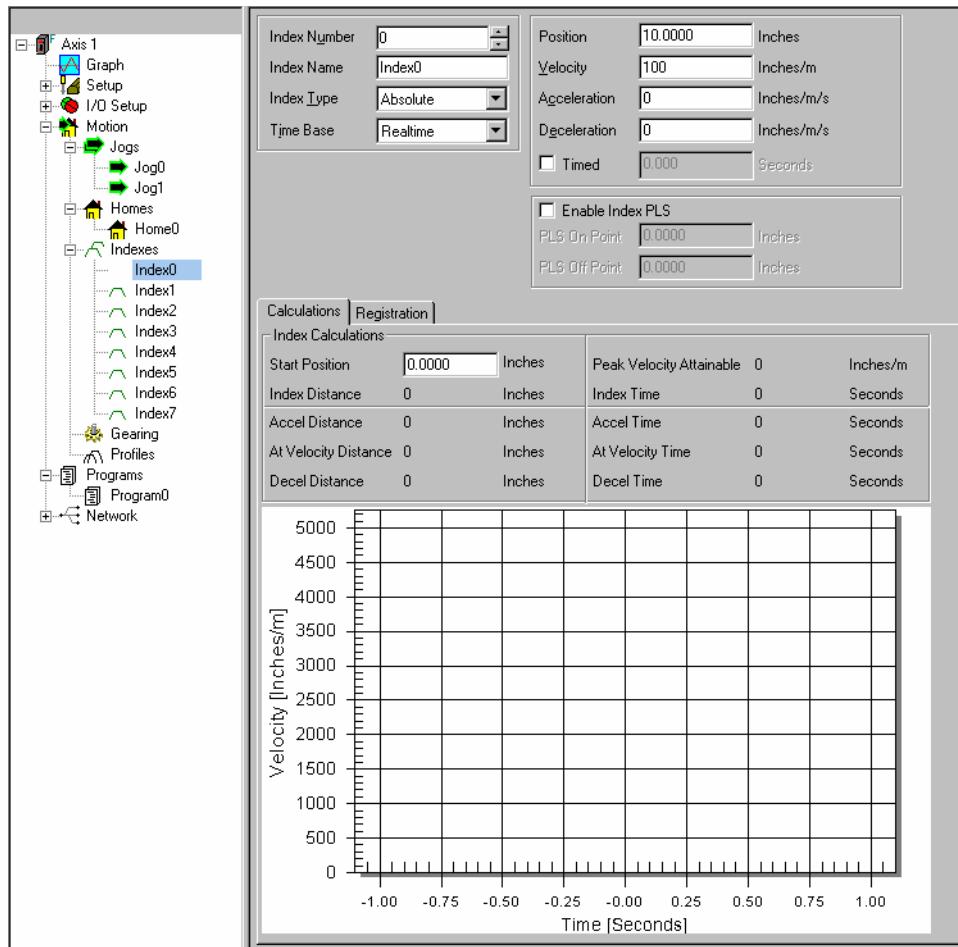 Axis 1
Graph
Setup
I/O Setup
Motion
Jogs
Jog0
Jog1
Homes
Home0
Indexes
Index0
Index1
Index2
Index3
Index4
Index5
Index6
Index7
Gearing
Profiles
Programs
Program0
Network
Index Number 0
Index Name Index0
Index Type Absolute
Time Base Realtime
Position 10.0000 Inches
Velocity 100 Inches/m
Acceleration 0 Inches/m/s
Deceleration 0 Inches/m/s
Timed 0.000 Seconds
Enable Index PLS
PLS On Point 0.0000 Inches
PLS Off Point 0.0000 Inches
Calculations Registration
Index Calculations
Start Position 0.0000 Inches Peak Velocity Attainable 0 Inches/m
Index Distance 0 Inches Index Time 0 Seconds
Accel Distance 0 Inches Accel Time 0 Seconds
At Velocity Distance 0 Inches At Velocity Time 0 Seconds
Decel Distance 0 Inches Decel Time 0 Seconds
Velocity [Inches/m]
5000
4500
4000
3500
3000
2500
2000
1500
1000
500
0
-1.00 -0.75 -0.50 -0.25 -0.00 0.25 0.50 0.75 1.00
Time [Seconds]